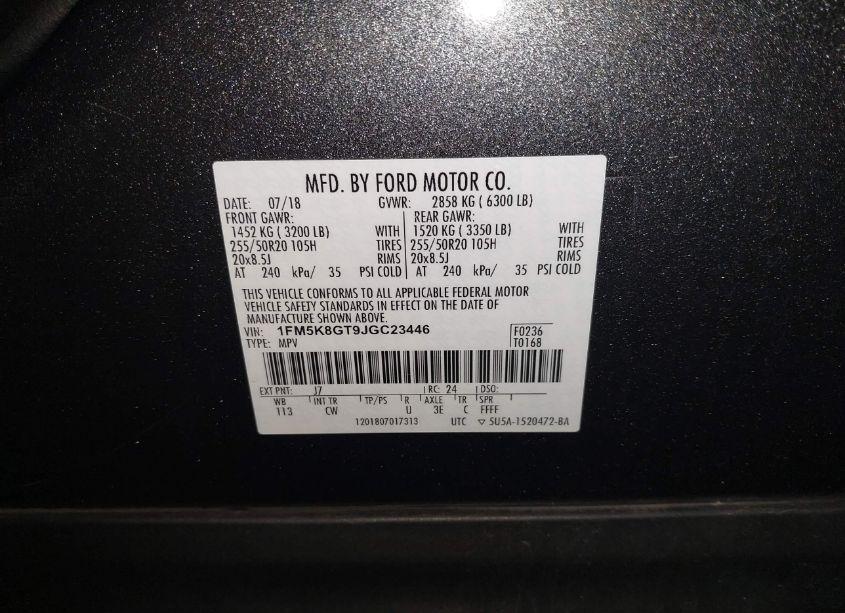 MFD. BY FORD MOTOR CO.
DATE: 07/18 GVWR: 2858 KG ( 6300 LB)
FRONT GAWR: REAR GAWR:
1452 KG ( 3200 LB) WITH 1520 KG ( 3350 LB) WITH
255/50R20 105H TIRES 255/50R20 105H TIRES
20x8.5J RIMS 20x8.5J RIMS
AT 240 kPa/ 35 PSI COLD AT 240 kPa/ 35 PSI COLD
THIS VEHICLE CONFORMS TO ALL APPLICABLE FEDERAL MOTOR
VEHICLE SAFETY STANDARDS IN EFFECT ON THE DATE OF
MANUFACTURE SHOWN ABOVE.
VIN: 1FM5K8GT9JGC23446 F0236
TYPE: MPV T0168
EXT PNT: J7 RC: 24 DSO:
WB INT TR TP/PS R AXLE TR SPR
113 CW U 3E C FFFF
1201807017313 UTC ▽ 5U5A-1520472-BA